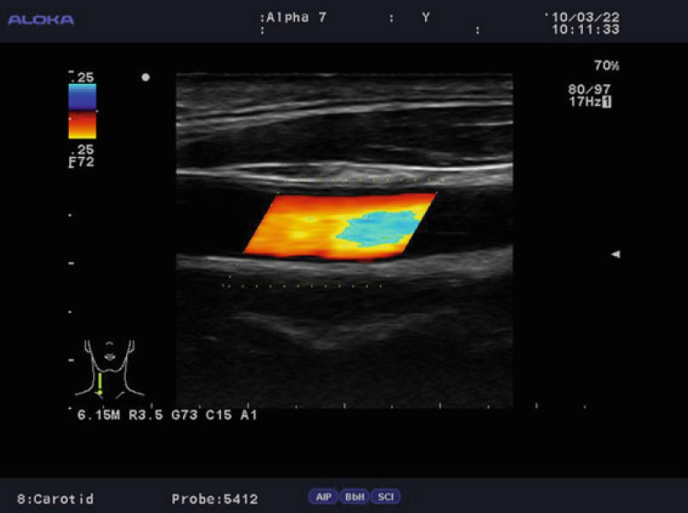 ALOKA :Alpha 7 : Y '10/03/22
: : 10:11:33
70%
.25
80/97
17Hz1
.25
F72
6.15M R3.5 G73 C15 A1
8:Carotid Probe:5412 AIP BbH SCI